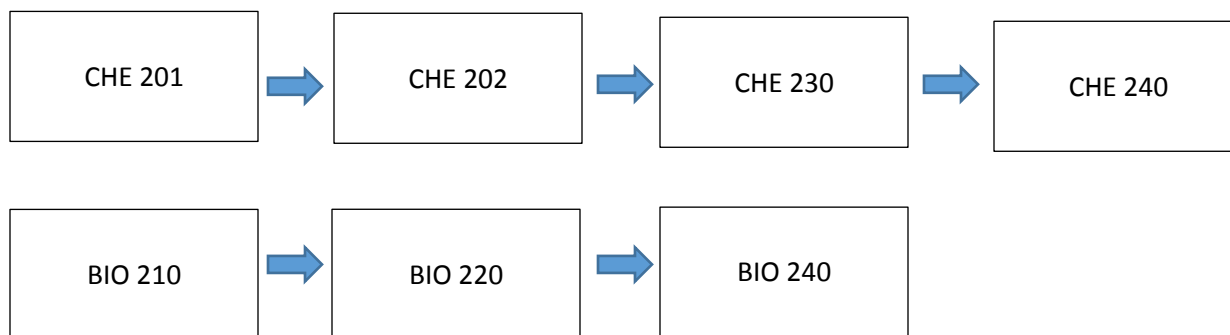 CHE 201
CHE 202
CHE 230
CHE 240
BIO 210
BIO 220
BIO 240